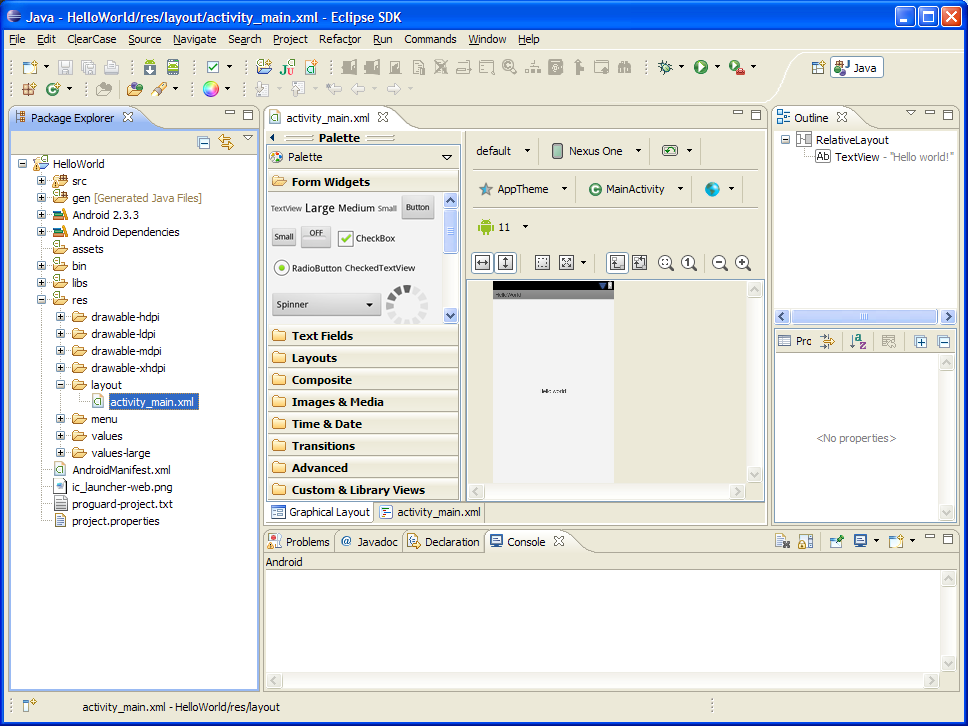 Java - HelloWorld/res/layout/activity_main.xml - Eclipse SDK
File Edit ClearCase Source Navigate Search Project Refactor Run Commands Window Help
Java
Package Explorer
HelloWorld
src
gen [Generated Java Files]
Android 2.3.3
Android Dependencies
assets
bin
libs
res
drawable-hdpi
drawable-ldpi
drawable-mdpi
drawable-xhdpi
layout
activity_main.xml
menu
values
values-large
AndroidManifest.xml
ic_launcher-web.png
proguard-project.txt
project.properties
activity_main.xml
Palette
Palette
Form Widgets
TextView Large Medium Small Button
Small OFF CheckBox
RadioButton CheckedTextView
Spinner
Text Fields
Layouts
Composite
Images & Media
Time & Date
Transitions
Advanced
Custom & Library Views
default Nexus One
AppTheme MainActivity
11
HelloWorld
Hello world!
Graphical Layout activity_main.xml
Outline
RelativeLayout
Ab TextView - "Hello world!"
Pro
<No properties>
Problems @ Javadoc Declaration Console
Android
activity_main.xml - HelloWorld/res/layout